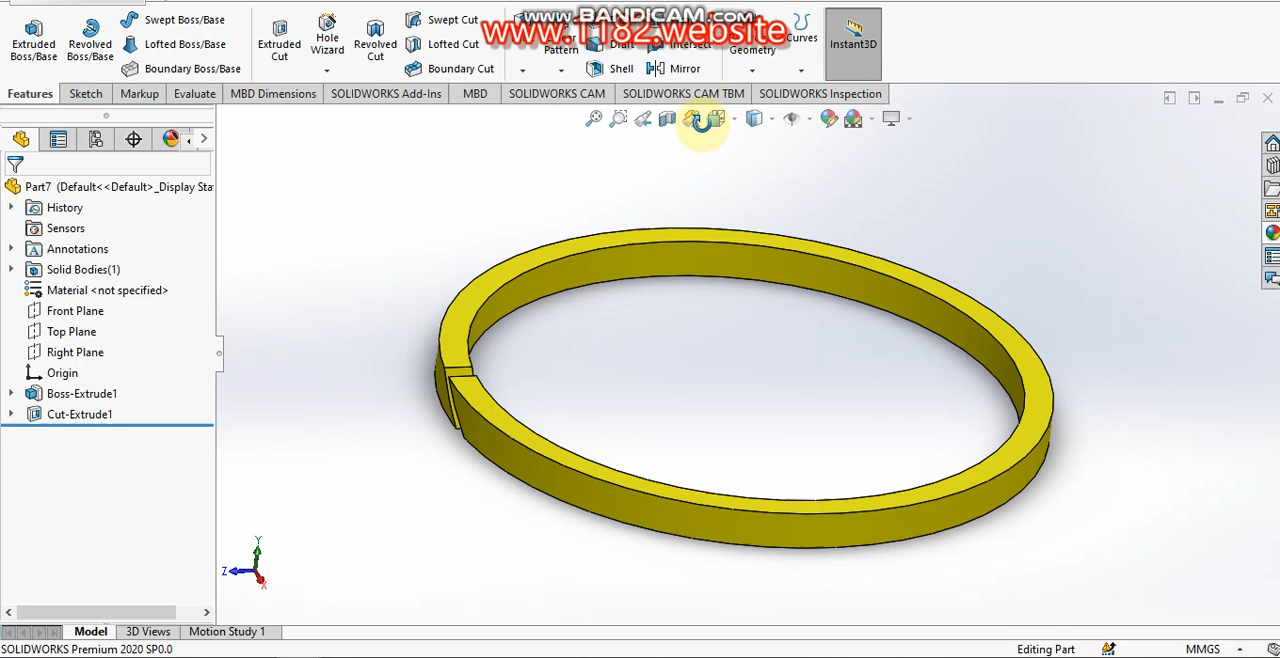 www.BANDICAM.com
www.1182.website
Extruded Boss/Base
Revolved Boss/Base
Swept Boss/Base
Lofted Boss/Base
Boundary Boss/Base
Extruded Cut
Hole Wizard
Revolved Cut
Swept Cut
Lofted Cut
Boundary Cut
Pattern
Draft
Shell
Intersect
Mirror
Geometry
Curves
Instant3D
Features
Sketch
Markup
Evaluate
MBD Dimensions
SOLIDWORKS Add-Ins
MBD
SOLIDWORKS CAM
SOLIDWORKS CAM TBM
SOLIDWORKS Inspection
Part7 (Default<<Default>_Display Sta
History
Sensors
A Annotations
Solid Bodies(1)
Material <not specified>
Front Plane
Top Plane
Right Plane
Origin
Boss-Extrude1
Cut-Extrude1
Y
Z
X
Model
3D Views
Motion Study 1
SOLIDWORKS Premium 2020 SP0.0
Editing Part
MMGS